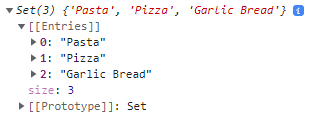 ▼ Set(3) {'Pasta', 'Pizza', 'Garlic Bread'} i
▼ [[Entries]]
▶ 0: "Pasta"
▶ 1: "Pizza"
▶ 2: "Garlic Bread"
size: 3
▶ [[Prototype]]: Set